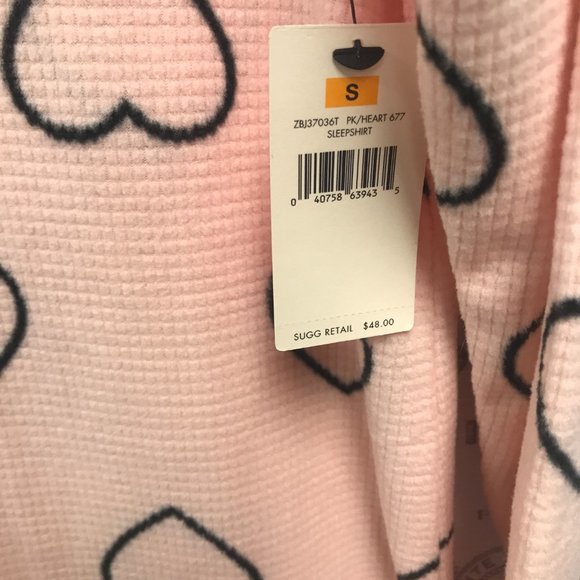 S
ZBJ37036T PK/HEART 677
SLEEPSHIRT
0 40758 63943 5
SUGG RETAIL $48.00